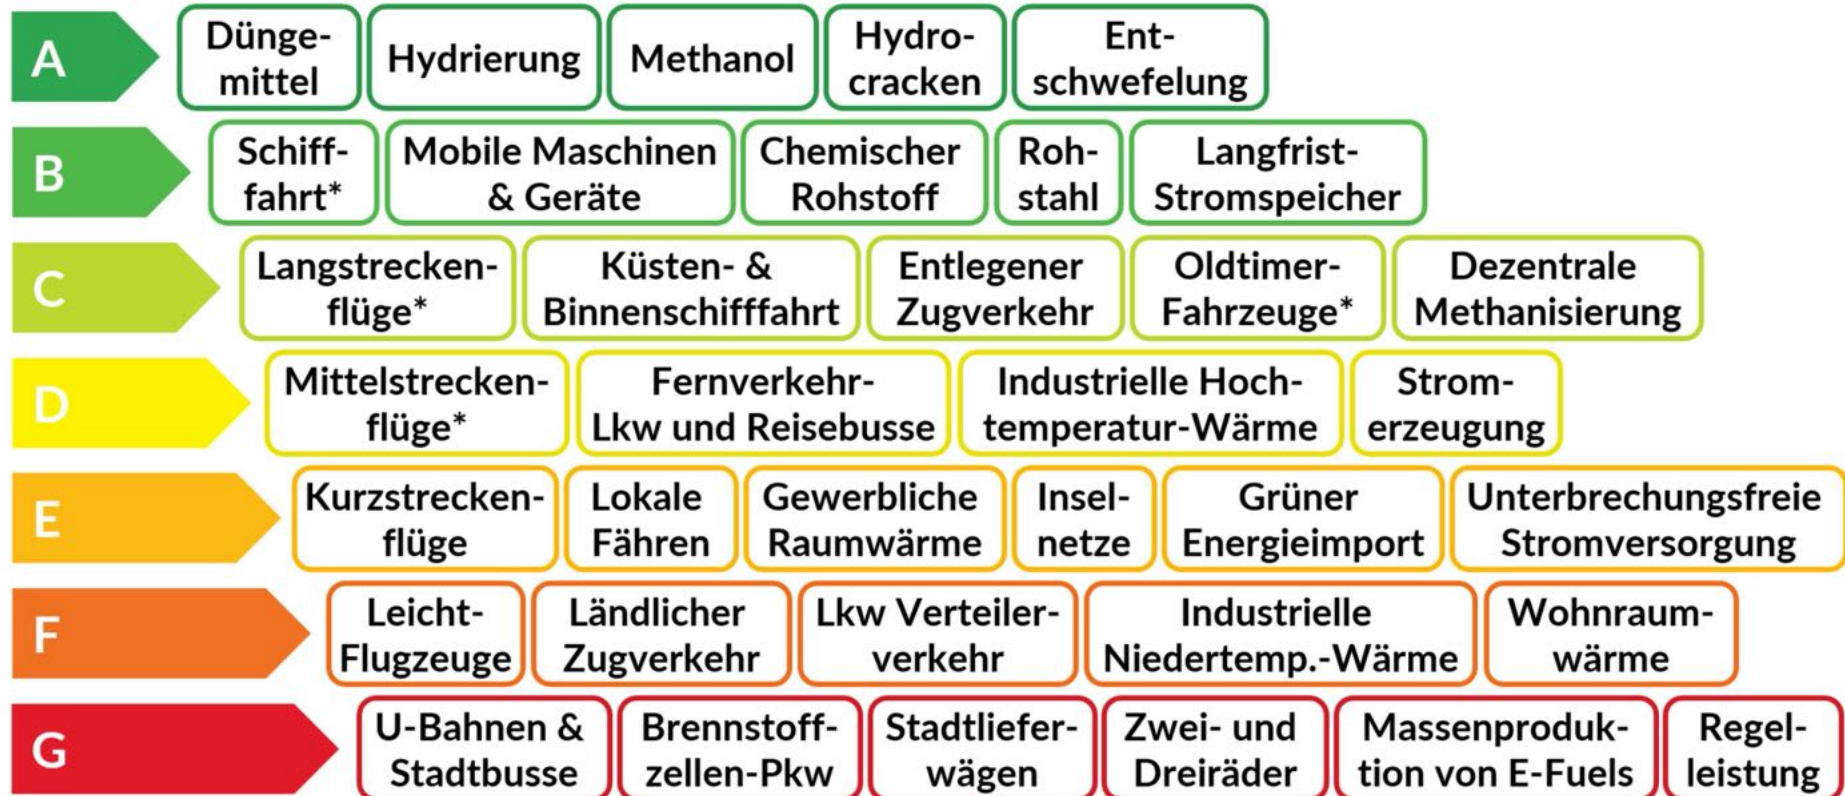 A
Dünge-
mittel
Hydrierung
Methanol
Hydro-
cracken
Ent-
schwefelung
B
Schiff-
fahrt*
Mobile Maschinen
& Geräte
Chemischer
Rohstoff
Roh-
stahl
Langfrist-
Stromspeicher
C
Langstrecken-
flüge*
Küsten- &
Binnenschifffahrt
Entlegener
Zugverkehr
Oldtimer-
Fahrzeuge*
Dezentrale
Methanisierung
D
Mittelstrecken-
flüge*
Fernverkehr-
Lkw und Reisebusse
Industrielle Hoch-
temperatur-Wärme
Strom-
erzeugung
E
Kurzstrecken-
flüge
Lokale
Fähren
Gewerbliche
Raumwärme
Insel-
netze
Grüner
Energieimport
Unterbrechungsfreie
Stromversorgung
F
Leicht-
Flugzeuge
Ländlicher
Zugverkehr
Lkw Verteiler-
verkehr
Industrielle
Niedertemp.-Wärme
Wohnraum-
wärme
G
U-Bahnen &
Stadtbusse
Brennstoff-
zellen-Pkw
Stadtliefer-
wägen
Zwei- und
Dreiräder
Massenproduk-
tion von E-Fuels
Regel-
leistung